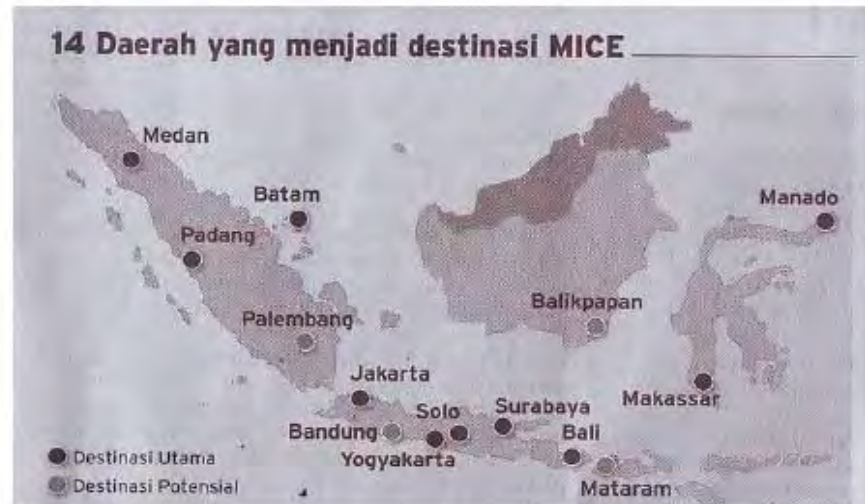 14 Daerah yang menjadi destinasi MICE
Medan
Batam
Manado
Padang
Balikpapan
Palembang
Jakarta
Makassar
Solo
Surabaya
Bandung
Bali
Yogyakarta
Destinasi Utama
Destinasi Potensial
Mataram